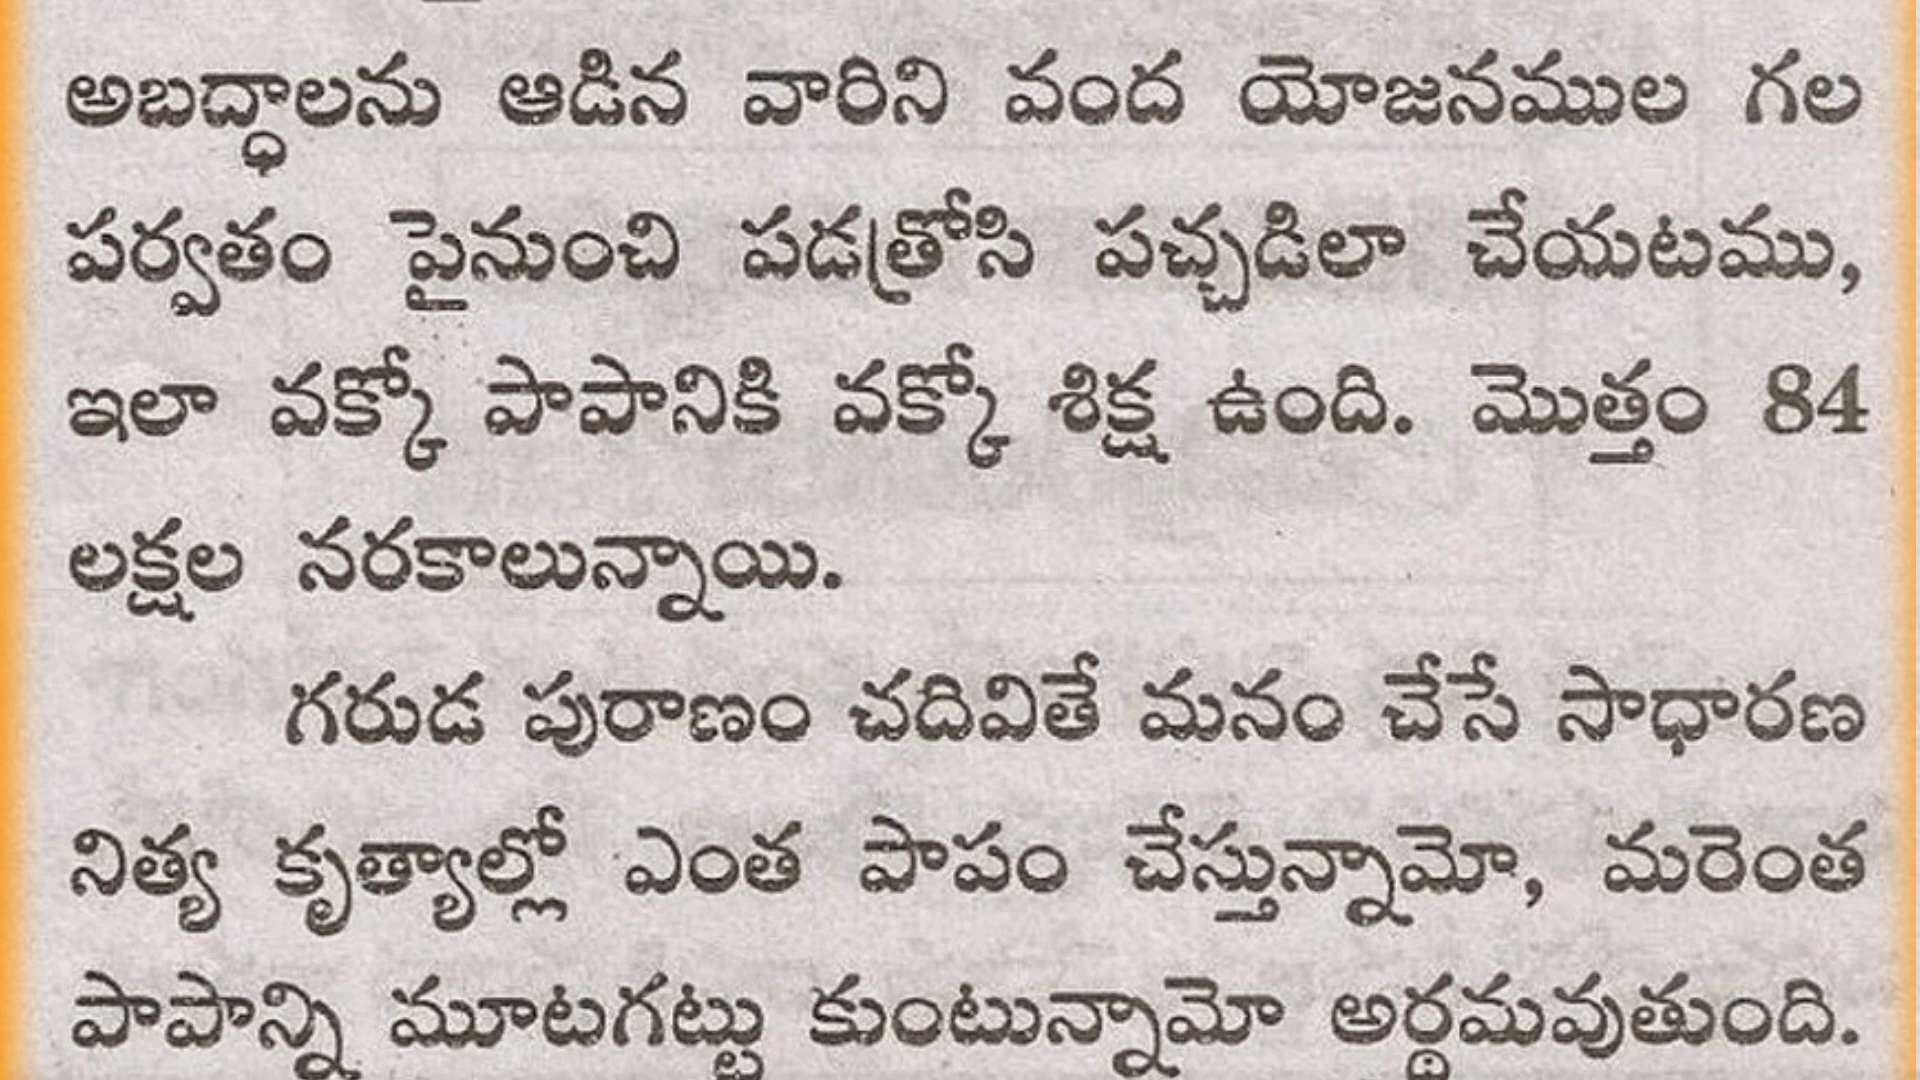 అబద్ధాలను ఆడిన వారిని వంద యోజనముల గల
పర్వతం పైనుంచి పడత్రోసి పచ్చడిలా చేయటము,
ఇలా వక్కో పాపానికి వక్కో శిక్ష ఉంది. మొత్తం 84
లక్షల నరకాలున్నాయి.
గరుడ పురాణం చదివితే మనం చేసే సాధారణ
నిత్య కృత్యాల్లో ఎంత పాపం చేస్తున్నామో, మరెంత
పాపాన్ని మూటగట్టు కుంటున్నామో అర్థమవుతుంది.